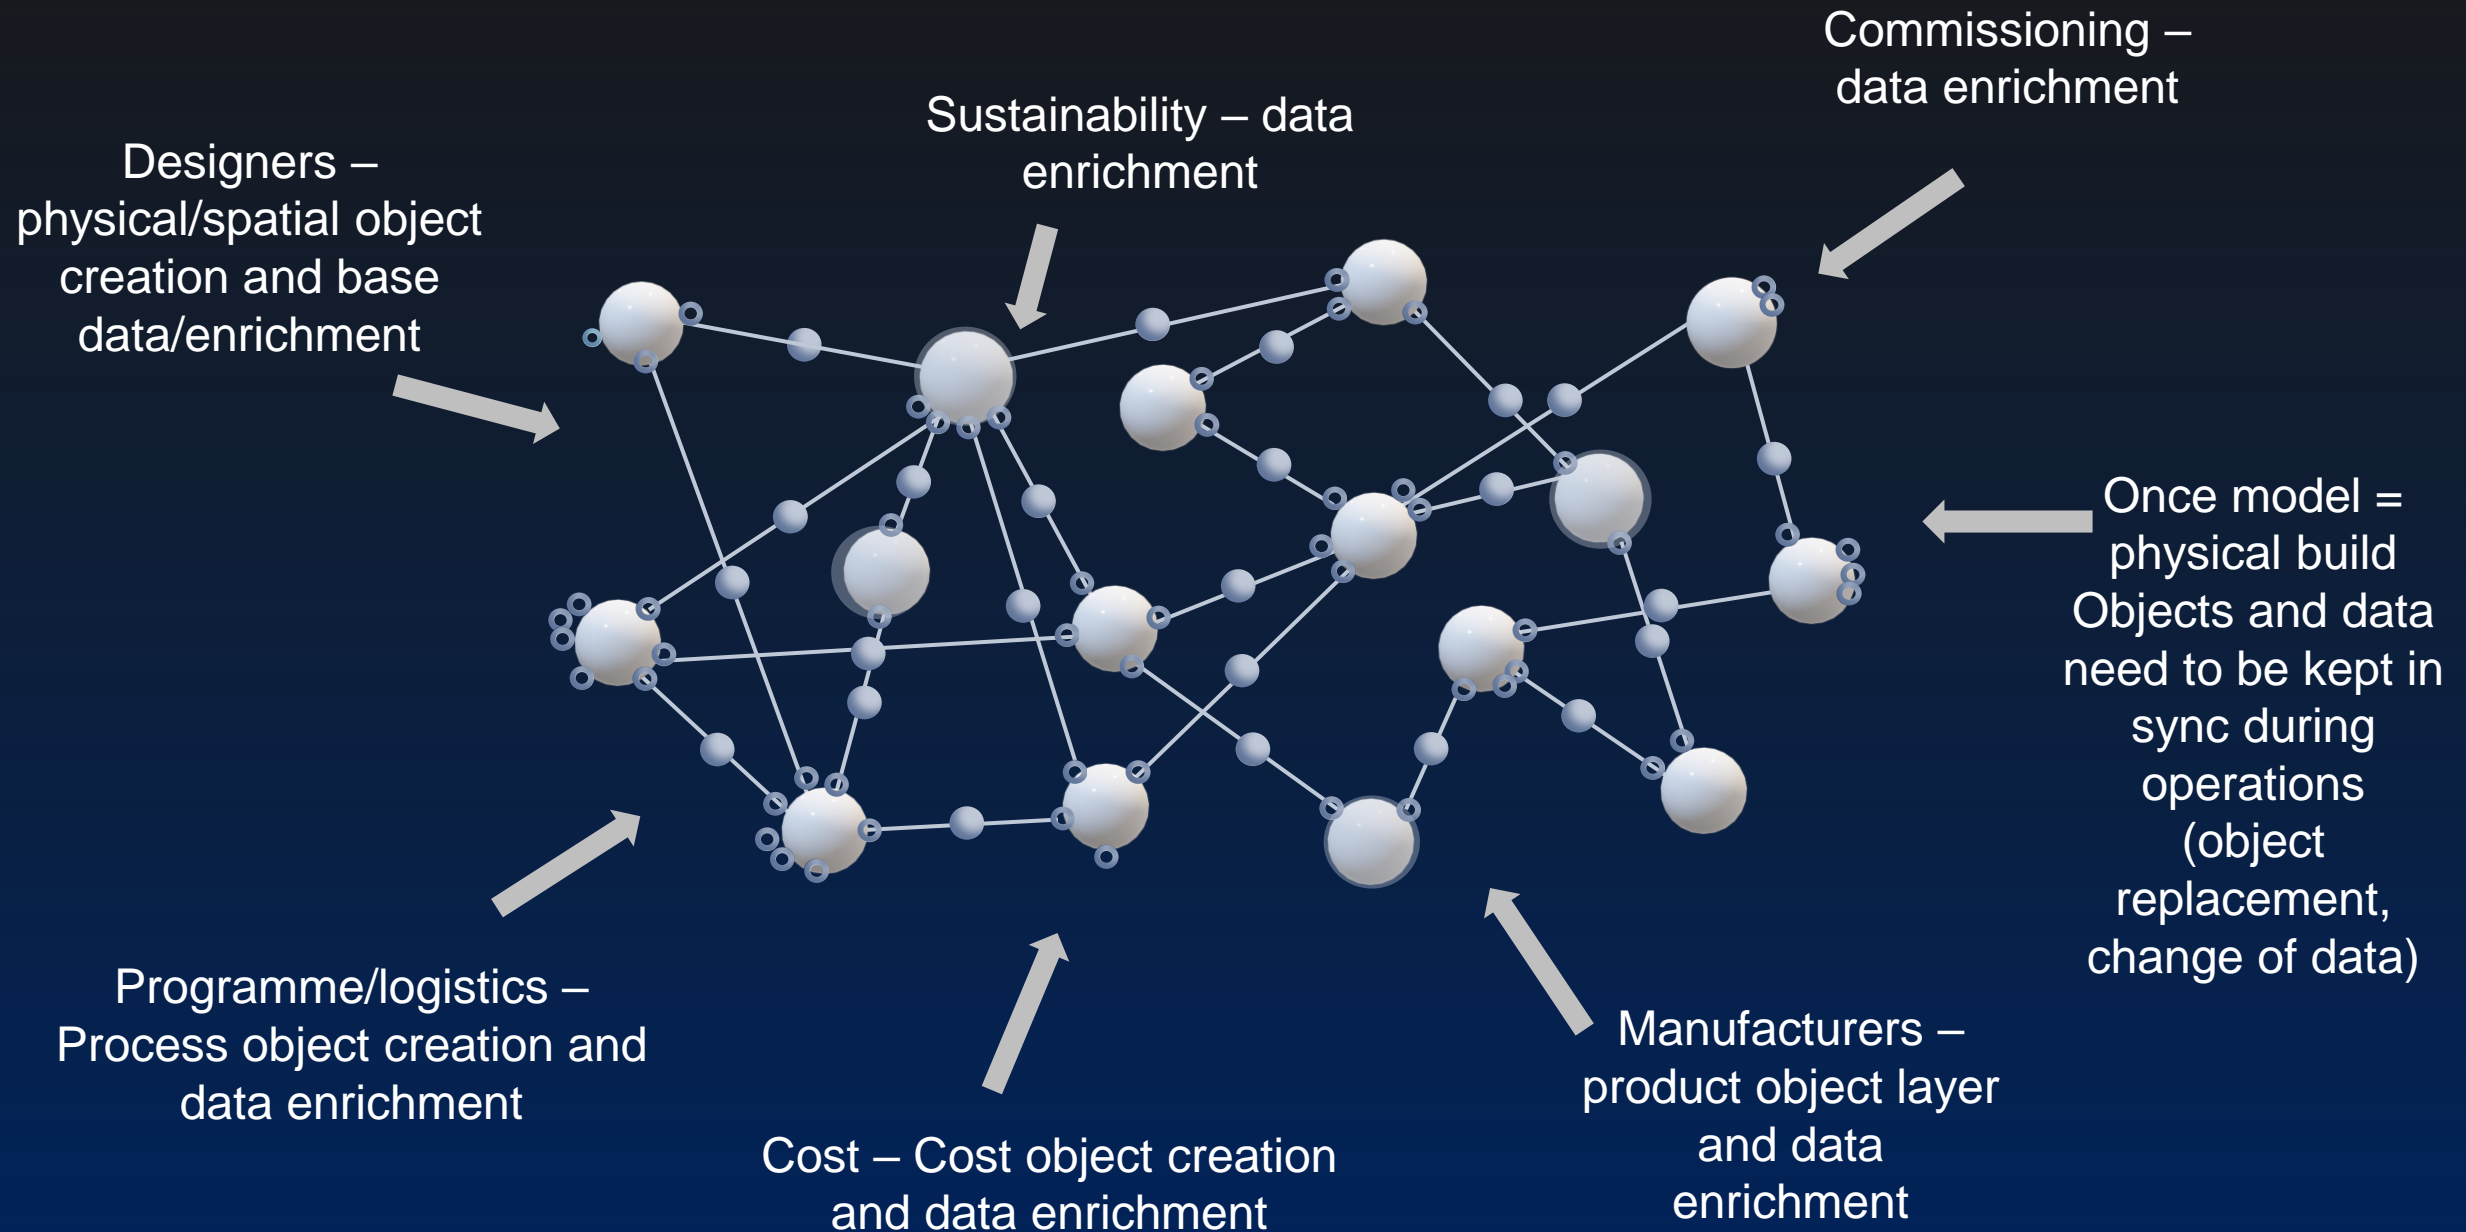 Commissioning –
data enrichment
Sustainability – data
enrichment
Designers –
physical/spatial object
creation and base
data/enrichment
Once model =
physical build
Objects and data
need to be kept in
sync during
operations
(object
replacement,
change of data)
Programme/logistics –
Process object creation and
data enrichment
Manufacturers –
product object layer
and data
enrichment
Cost – Cost object creation
and data enrichment